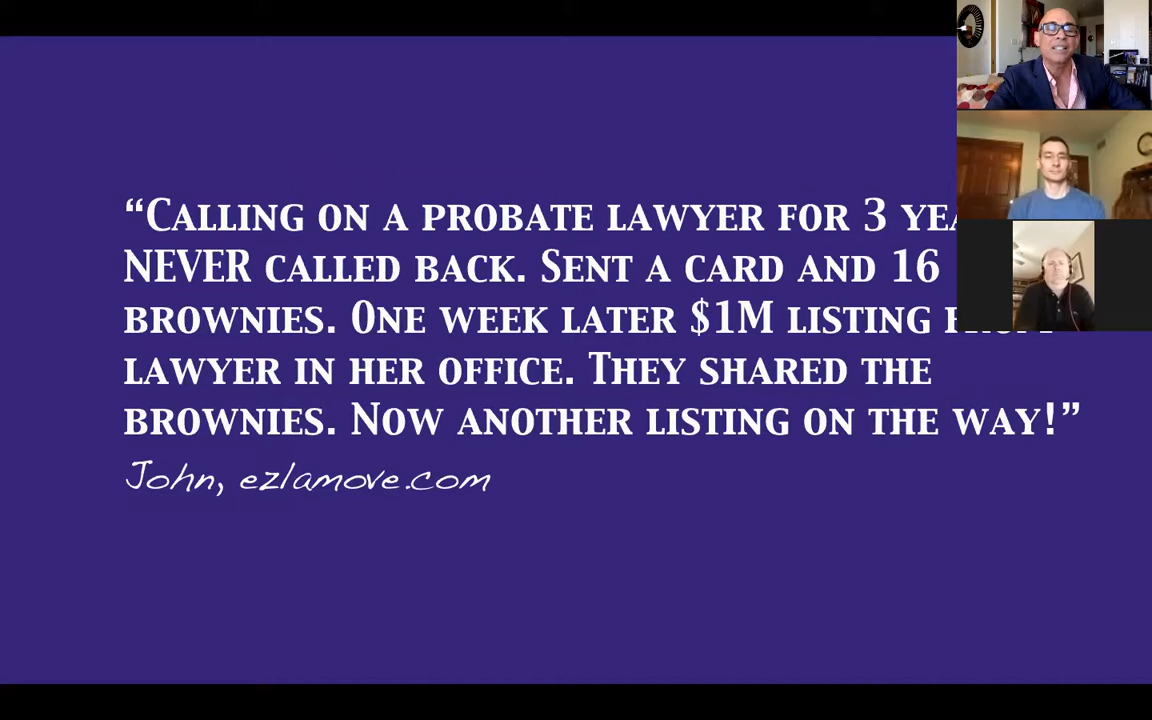 “Calling on a probate lawyer for 3
NEVER called back. Sent a card and 16
brownies. One week later $1M listing
lawyer in her office. They shared the
brownies. Now another listing on the way!”
John, ezlamove.com